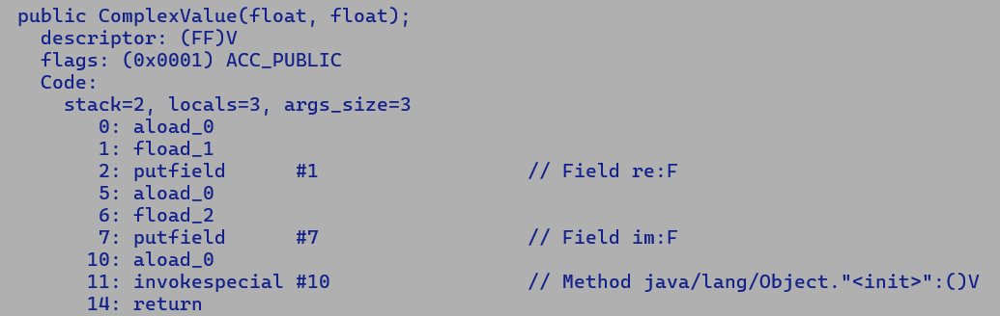 public ComplexValue(float, float);
descriptor: (FF)V
flags: (0x0001) ACC_PUBLIC
Code:
stack=2, locals=3, args_size=3
0: aload_0
1: fload_1
2: putfield #1 // Field re:F
5: aload_0
6: fload_2
7: putfield #7 // Field im:F
10: aload_0
11: invokespecial #10 // Method java/lang/Object."<init>":()V
14: return